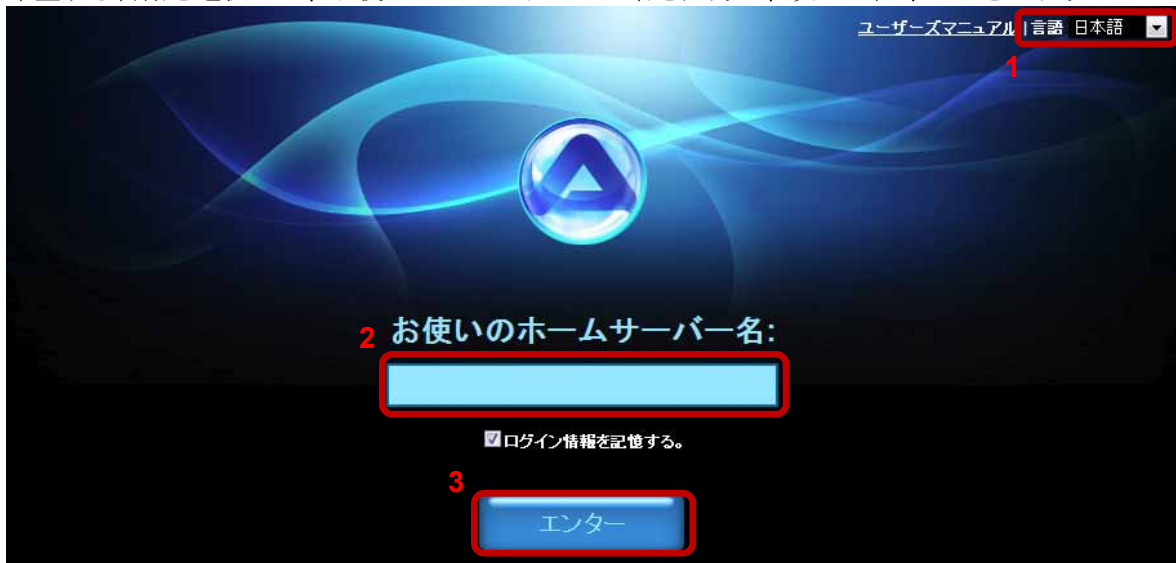 ユーザーズマニュアル | 言語 日本語
1
2 お使いのホームサーバー名:
ログイン情報を記憶する。
3
エンター